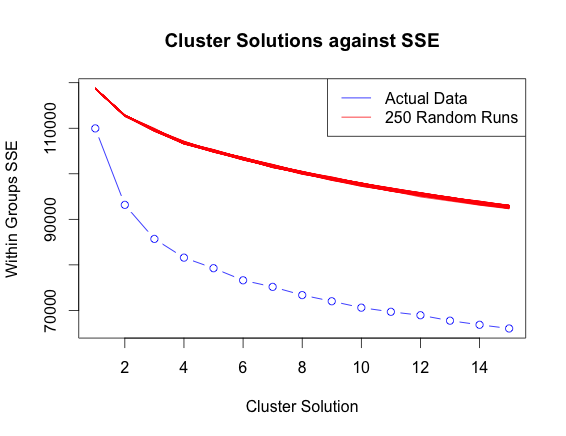 Cluster Solutions against SSE
Actual Data
250 Random Runs
Within Groups SSE
110000
90000
70000
2 4 6 8 10 12 14
Cluster Solution